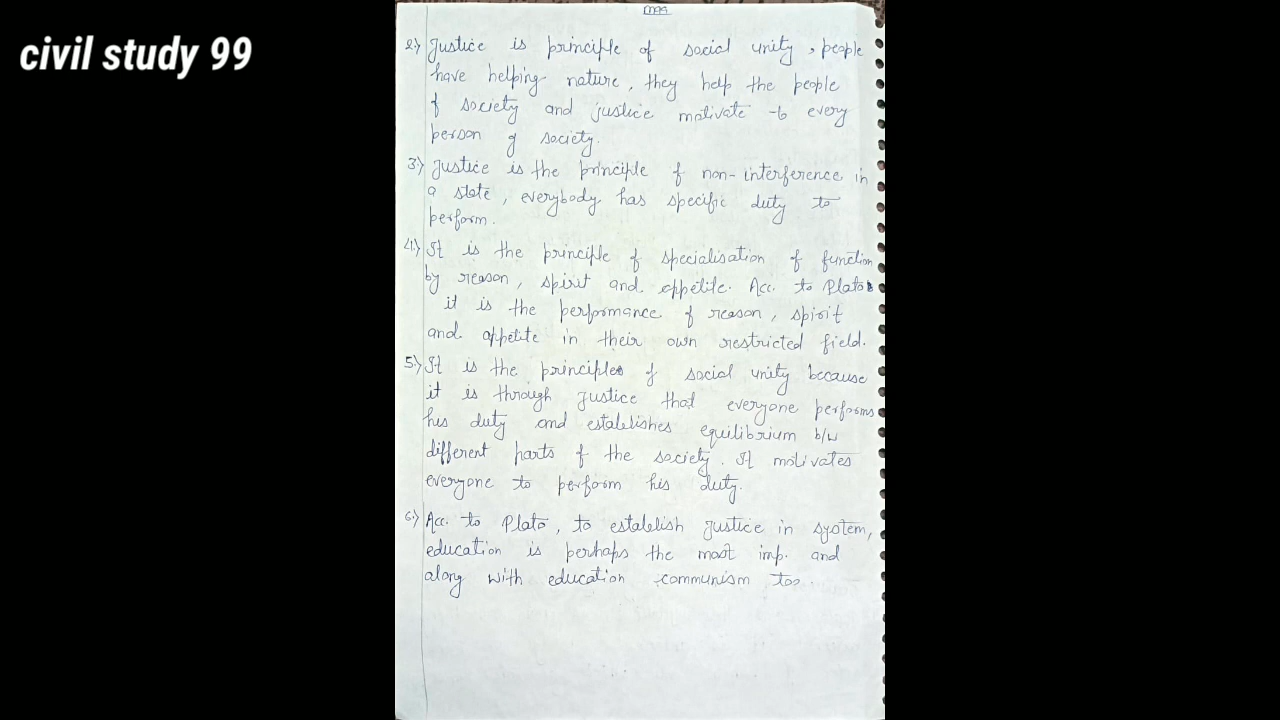 civil study 99
2.) Justice is principle of social unity, people
have helping nature, they help the people
of society and justice motivate to every
person of society.
3.) Justice is the principle of non-interference in
a state, everybody has specific duty to
perform.
4.) It is the principle of specialisation of function
by reason, spirit and appetite. Acc. to Plato
it is the performance of reason, spirit
and appetite in their own restricted field.
5.) It is the principle of social unity because
it is through justice that everyone performs
his duty and establishes equilibrium b/w
different parts of the society. It motivates
everyone to perform his duty.
6.) Acc. to Plato, to establish justice in system,
education is perhaps the most imp. and
along with education communism too.